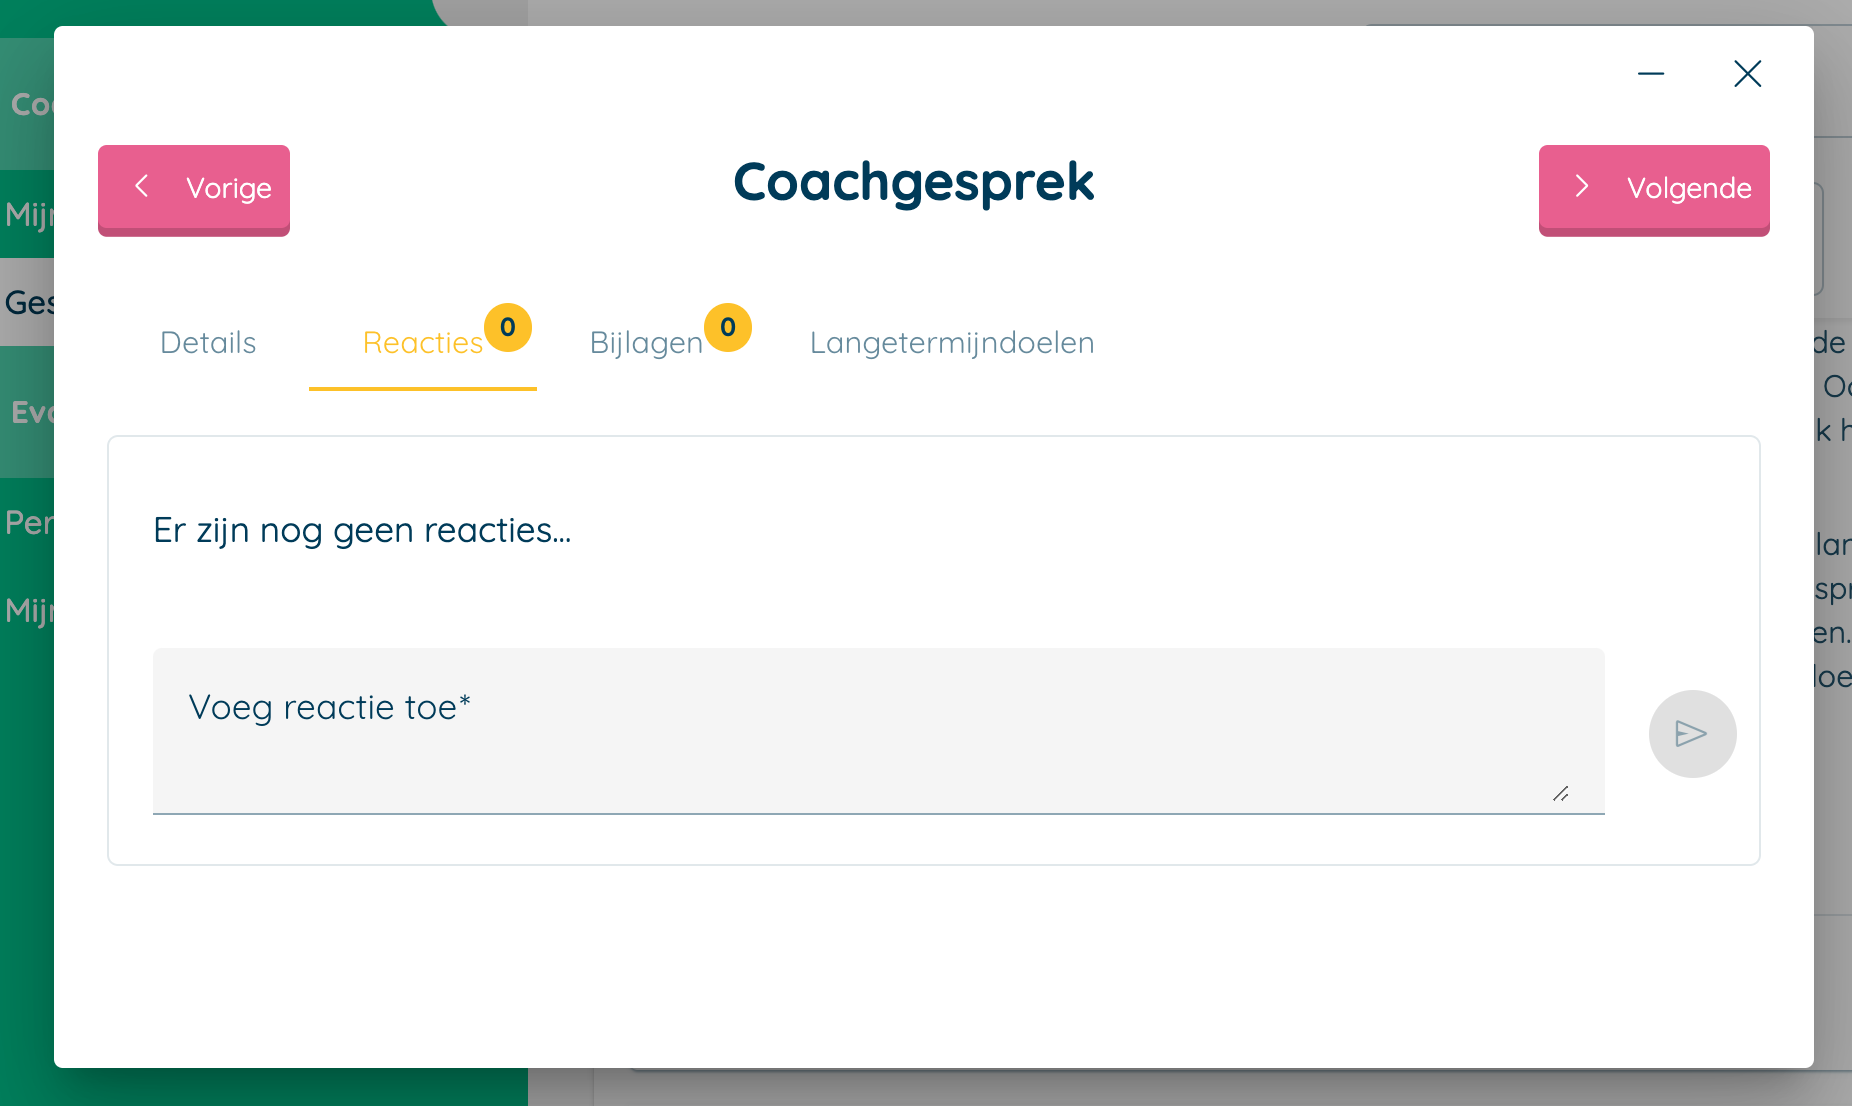 Vorige
Coachgesprek
Volgende
Details
Reacties 0
Bijlagen 0
Langetermijndoelen
Er zijn nog geen reacties...
Voeg reactie toe*